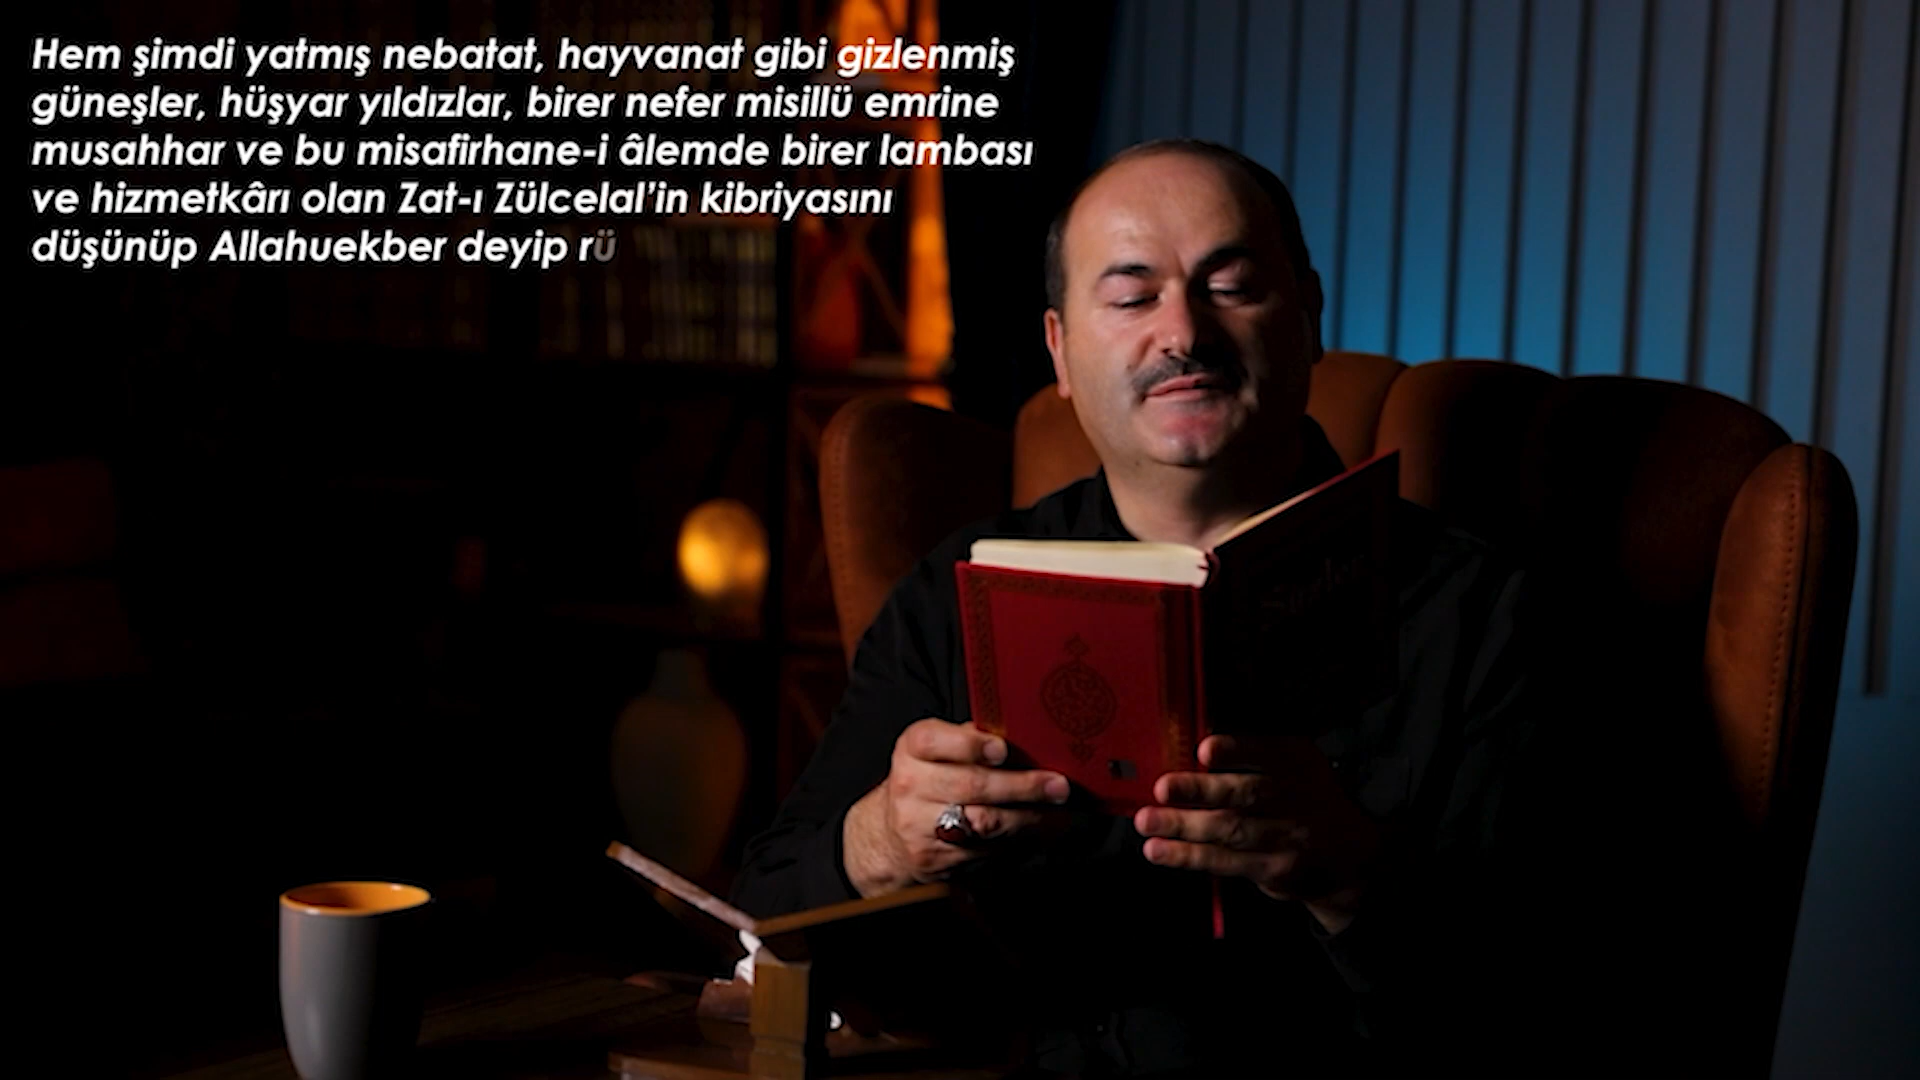 Hem şimdi yatmış nebatat, hayvanat gibi gizlenmiş
güneşler, hüşyar yıldızlar, birer nefer misillü emrine
musahhar ve bu misafirhane-i âlemde birer lambası
ve hizmetkârı olan Zat-ı Zülcelal’in kibriyasını
düşünüp Allahuekber deyip rü